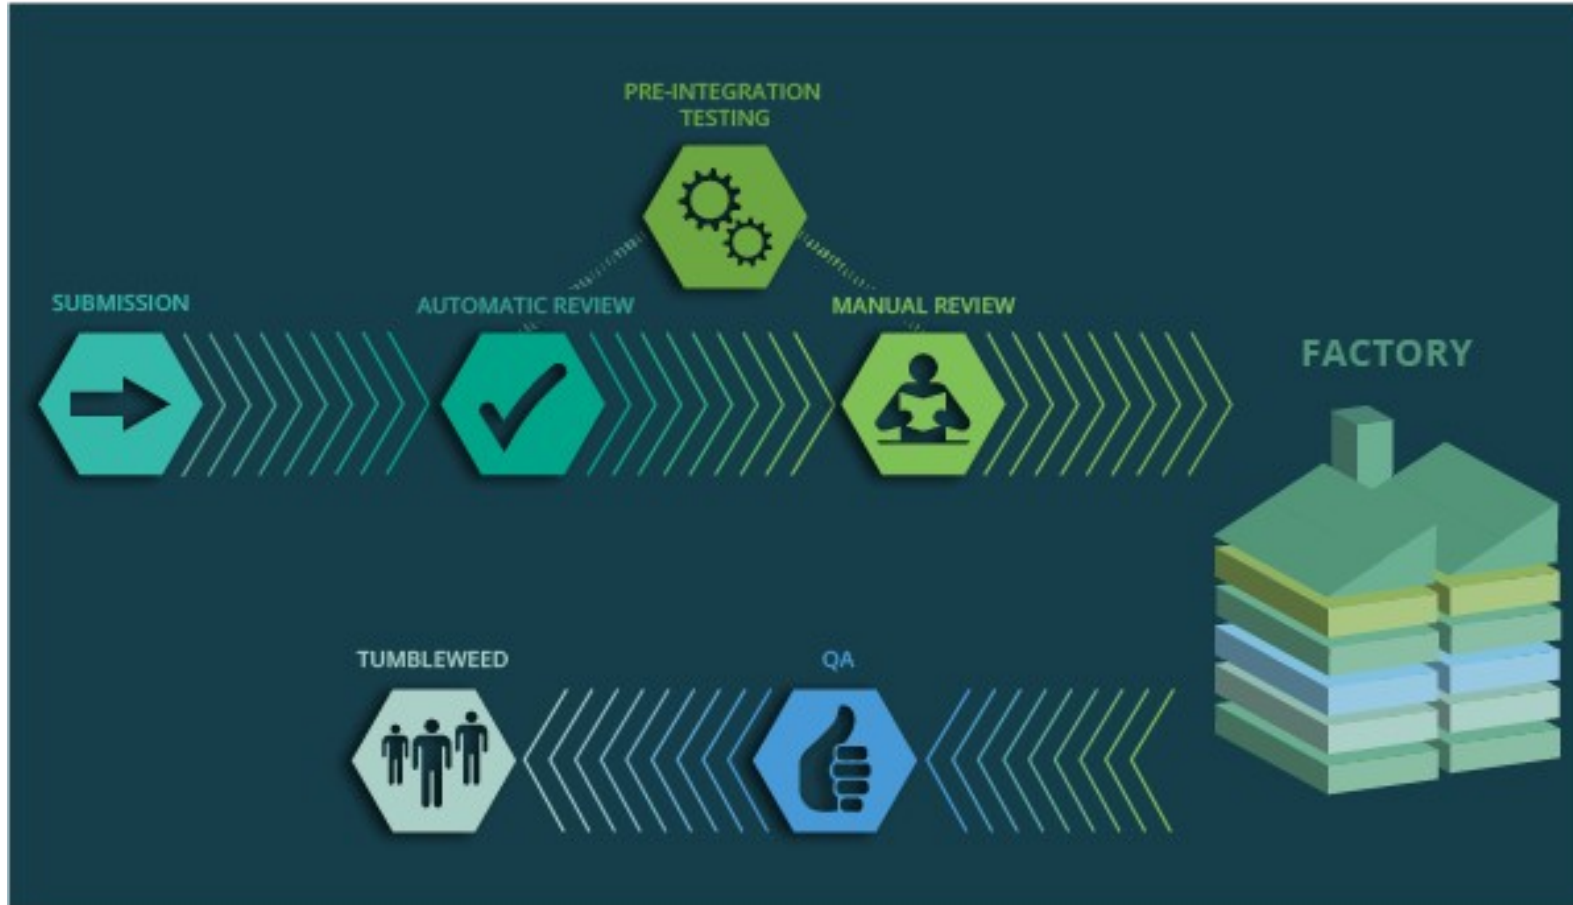 PRE-INTEGRATION
TESTING
SUBMISSION
AUTOMATIC REVIEW
MANUAL REVIEW
FACTORY
TUMBLEWEED
QA